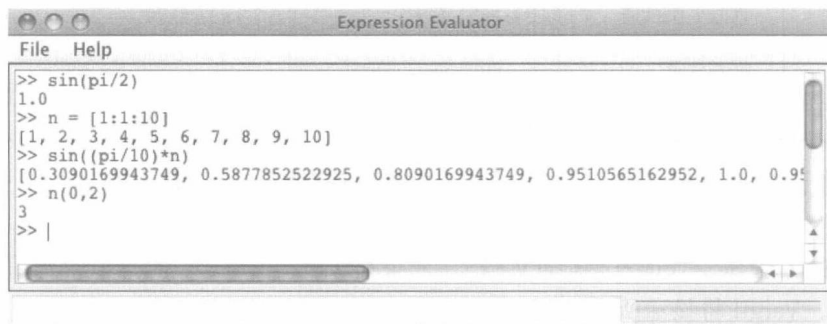 Expression Evaluator
File Help
>> sin(pi/2)
1.0
>> n = [1:1:10]
[1, 2, 3, 4, 5, 6, 7, 8, 9, 10]
>> sin((pi/10)*n)
[0.3090169943749, 0.5877852522925, 0.8090169943749, 0.9510565162952, 1.0, 0.95
>> n(0,2)
3
>>